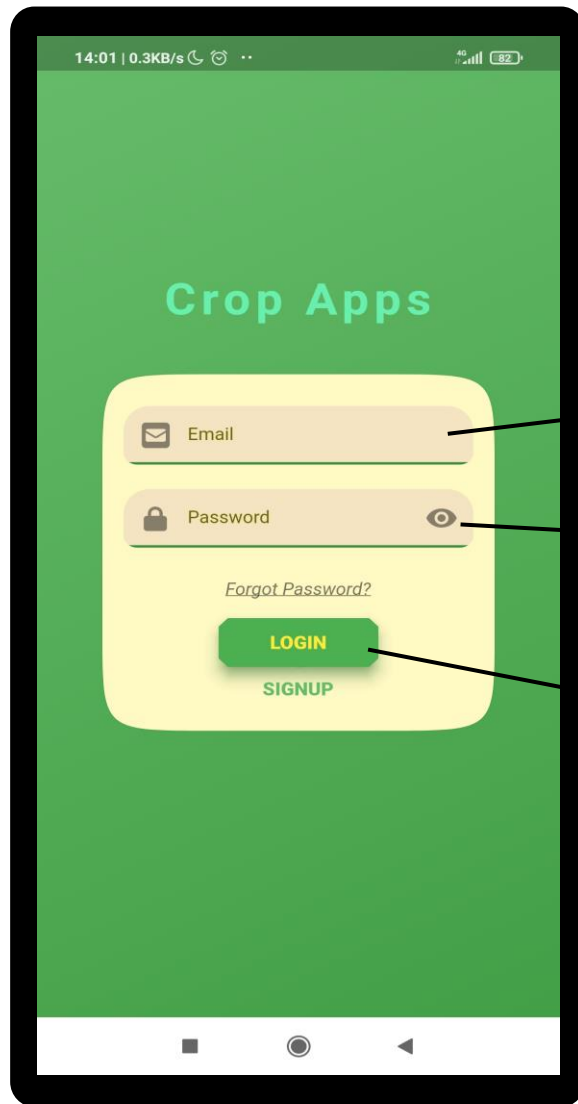 14:01 | 0.3KB/s
4G
82
Crop Apps
Email
Password
Forgot Password?
LOGIN
SIGNUP